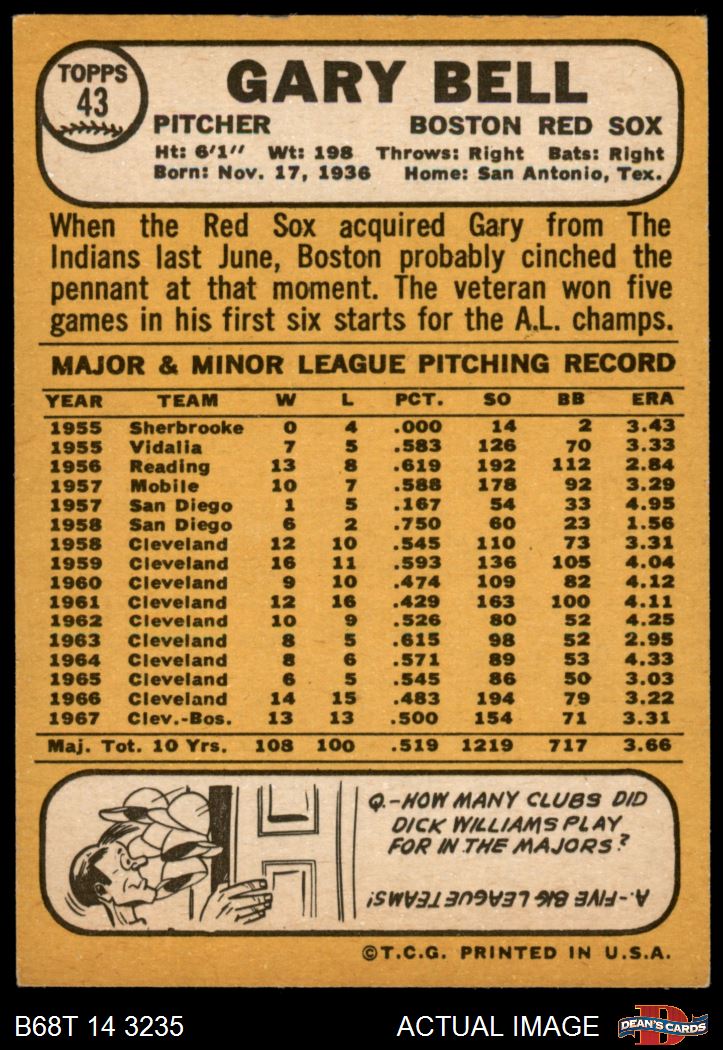 TOPPS
43
GARY BELL
PITCHER BOSTON RED SOX
Ht: 6'1" Wt: 198 Throws: Right Bats: Right
Born: Nov. 17, 1936 Home: San Antonio, Tex.
When the Red Sox acquired Gary from The
Indians last June, Boston probably cinched the
pennant at that moment. The veteran won five
games in his first six starts for the A.L. champs.
MAJOR & MINOR LEAGUE PITCHING RECORD
YEAR TEAM W L PCT. SO BB ERA
1955 Sherbrooke 0 4 .000 14 2 3.43
1955 Vidalia 7 5 .583 126 70 3.33
1956 Reading 13 8 .619 192 112 2.84
1957 Mobile 10 7 .588 178 92 3.29
1957 San Diego 1 5 .167 54 33 4.95
1958 San Diego 6 2 .750 60 23 1.56
1958 Cleveland 12 10 .545 110 73 3.31
1959 Cleveland 16 11 .593 136 105 4.04
1960 Cleveland 9 10 .474 109 82 4.12
1961 Cleveland 12 16 .429 163 100 4.11
1962 Cleveland 10 9 .526 80 52 4.25
1963 Cleveland 8 5 .615 98 52 2.95
1964 Cleveland 8 6 .571 89 53 4.33
1965 Cleveland 6 5 .545 86 50 3.03
1966 Cleveland 14 15 .483 194 79 3.22
1967 Clev.-Bos. 13 13 .500 154 71 3.31
Maj. Tot. 10 Yrs. 108 100 .519 1219 717 3.66
Q.-HOW MANY CLUBS DID
DICK WILLIAMS PLAY
FOR IN THE MAJORS?
A.-FIVE BIG LEAGUE TEAMS!
©T.C.G. PRINTED IN U.S.A.
B68T 14 3235 ACTUAL IMAGE
D
DEAN'S CARDS